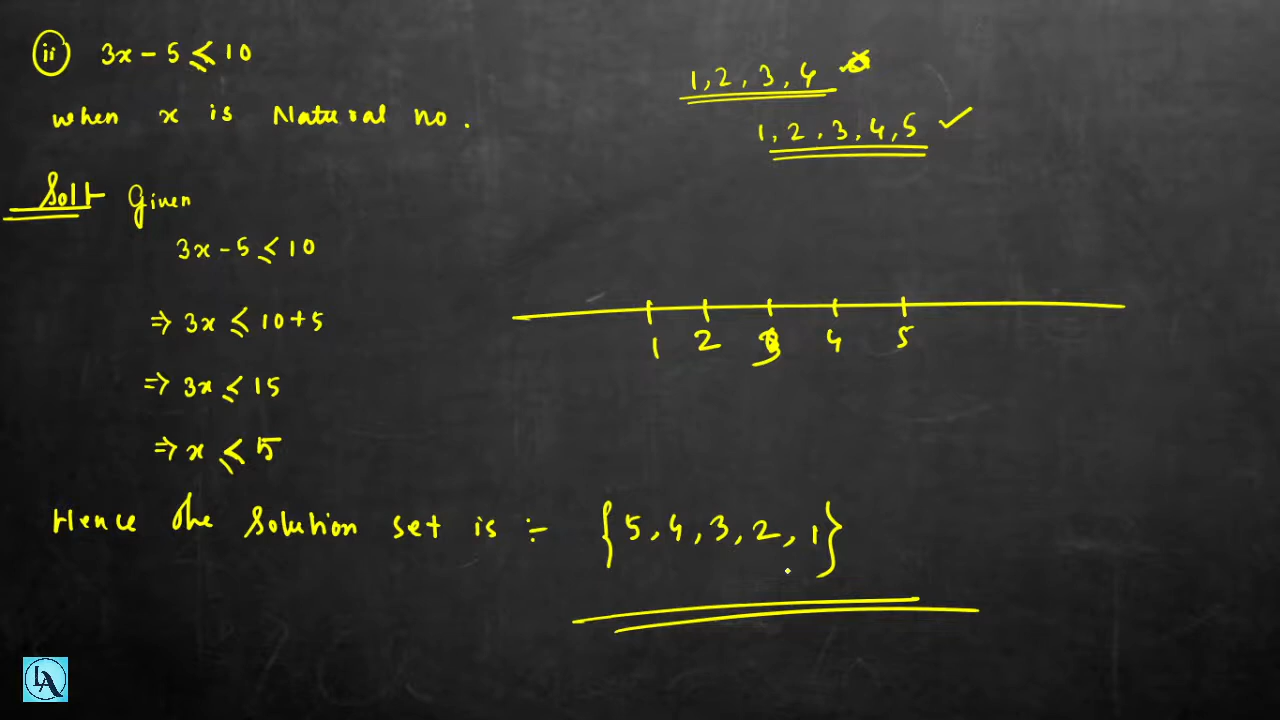 (ii) 3x - 5 ⩽ 10
when x is Natural no.
1, 2, 3, 4
1, 2, 3, 4, 5 ✓
Soln Given
3x - 5 ⩽ 10
⇒ 3x ⩽ 10 + 5
⇒ 3x ⩽ 15
⇒ x ⩽ 5
1 2 3 4 5
Hence the Solution set is :- {5, 4, 3, 2, 1}
LA